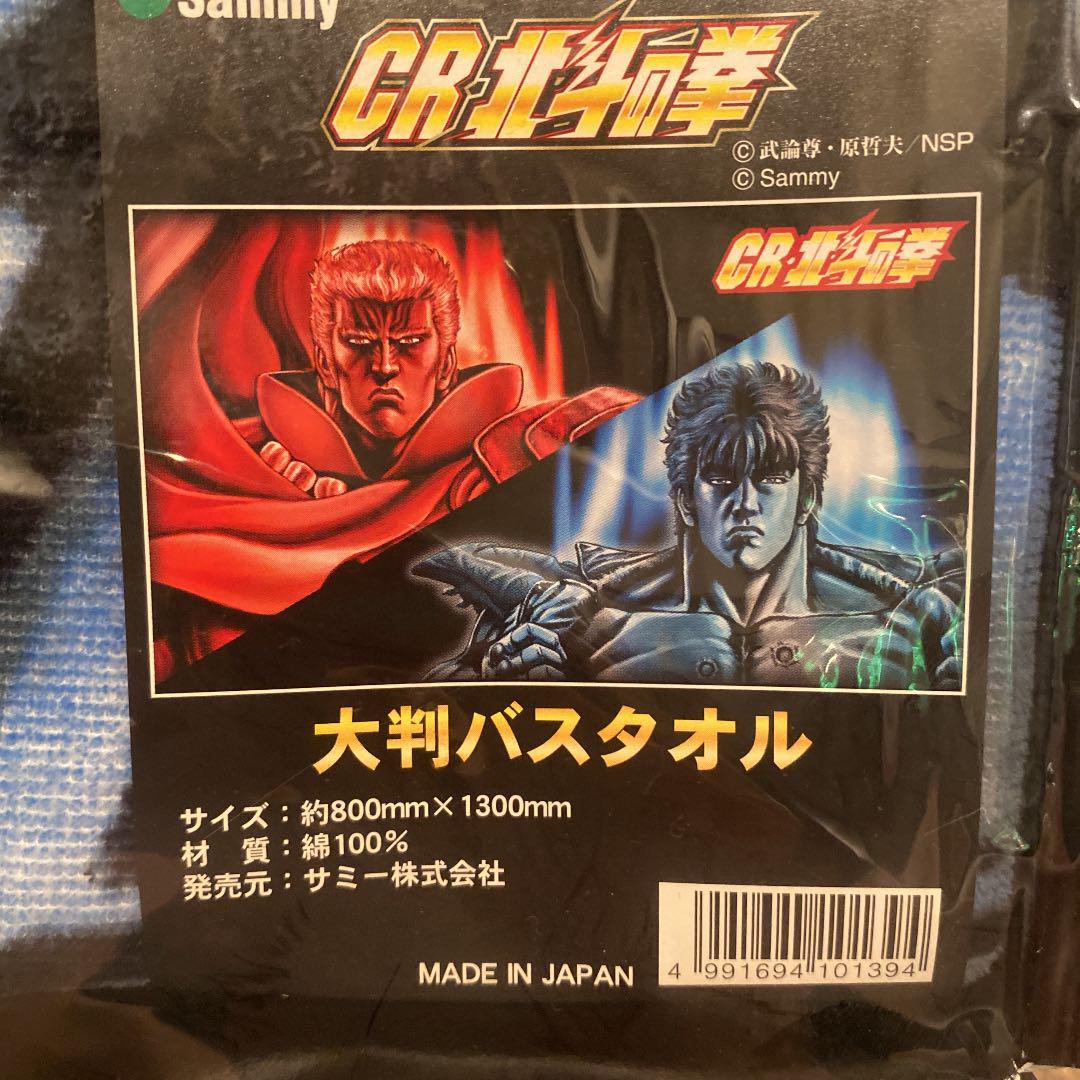 Sammy
CR北斗の拳
©武論尊・原哲夫/NSP
©Sammy
CR・北斗の拳
大判バスタオル
サイズ：約800mm×1300mm
材　質：綿100%
発売元：サミー株式会社
MADE IN JAPAN
4 991694 101394